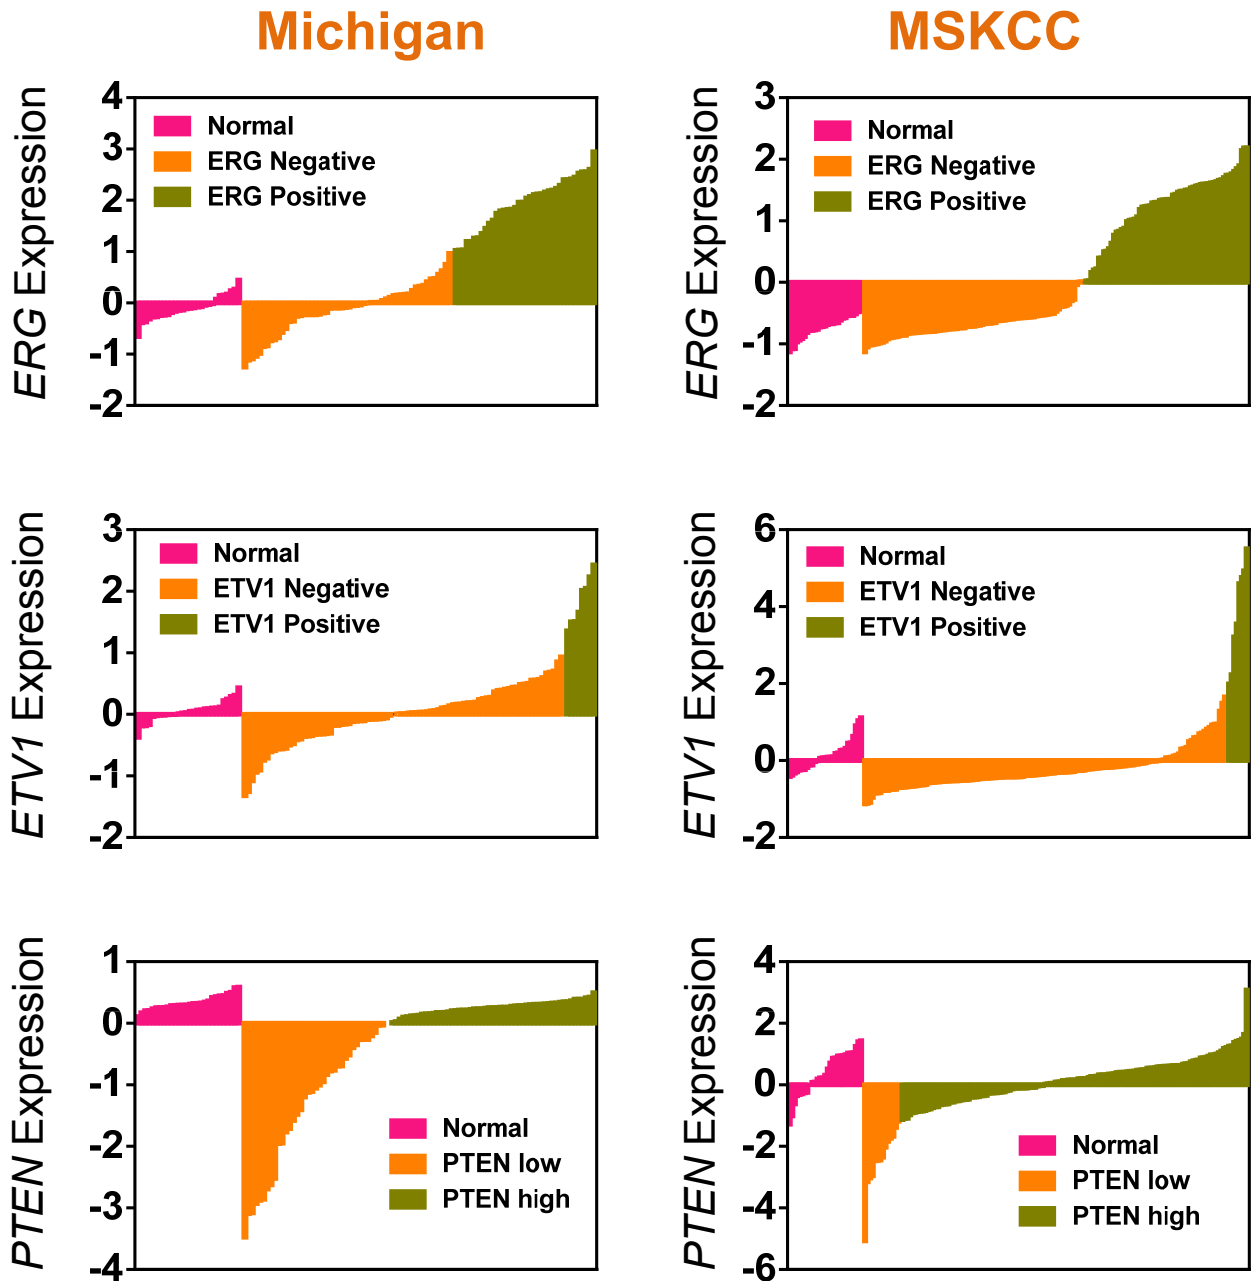 Michigan
MSKCC
ERG Expression
4
3
2
1
0
-1
-2
Normal
ERG Negative
ERG Positive
ERG Expression
3
2
1
0
-1
-2
Normal
ERG Negative
ERG Positive
ETV1 Expression
3
2
1
0
-1
-2
Normal
ETV1 Negative
ETV1 Positive
ETV1 Expression
6
4
2
0
-2
Normal
ETV1 Negative
ETV1 Positive
PTEN Expression
1
0
-1
-2
-3
-4
Normal
PTEN low
PTEN high
PTEN Expression
4
2
0
-2
-4
-6
Normal
PTEN low
PTEN high